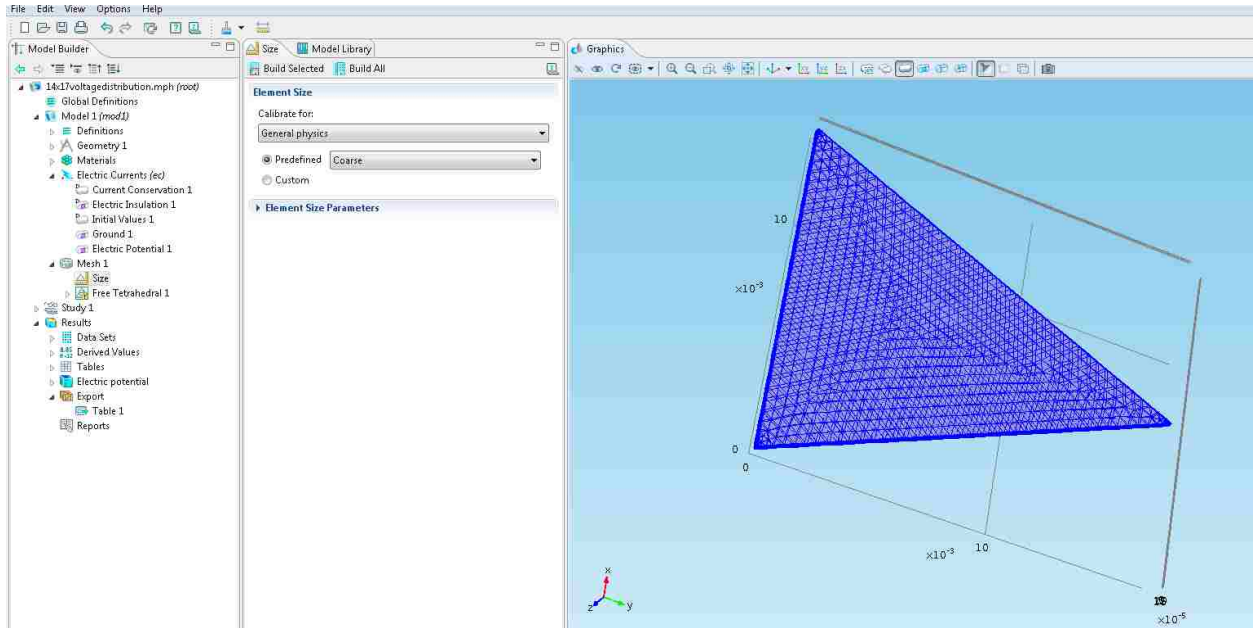 File Edit View Options Help
Model Builder
14x17voltagedistribution.mph (root)
Global Definitions
Model 1 (mod1)
Definitions
Geometry 1
Materials
Electric Currents (ec)
Current Conservation 1
Electric Insulation 1
Initial Values 1
Ground 1
Electric Potential 1
Mesh 1
Size
Free Tetrahedral 1
Study 1
Results
Data Sets
Derived Values
Tables
Electric potential
Export
Table 1
Reports
Size Model Library
Build Selected Build All
Element Size
Calibrate for:
General physics
Predefined Coarse
Custom
Element Size Parameters
Graphics
10
×10⁻³
0
0
10
×10⁻³
×10⁻⁵
x
y
z